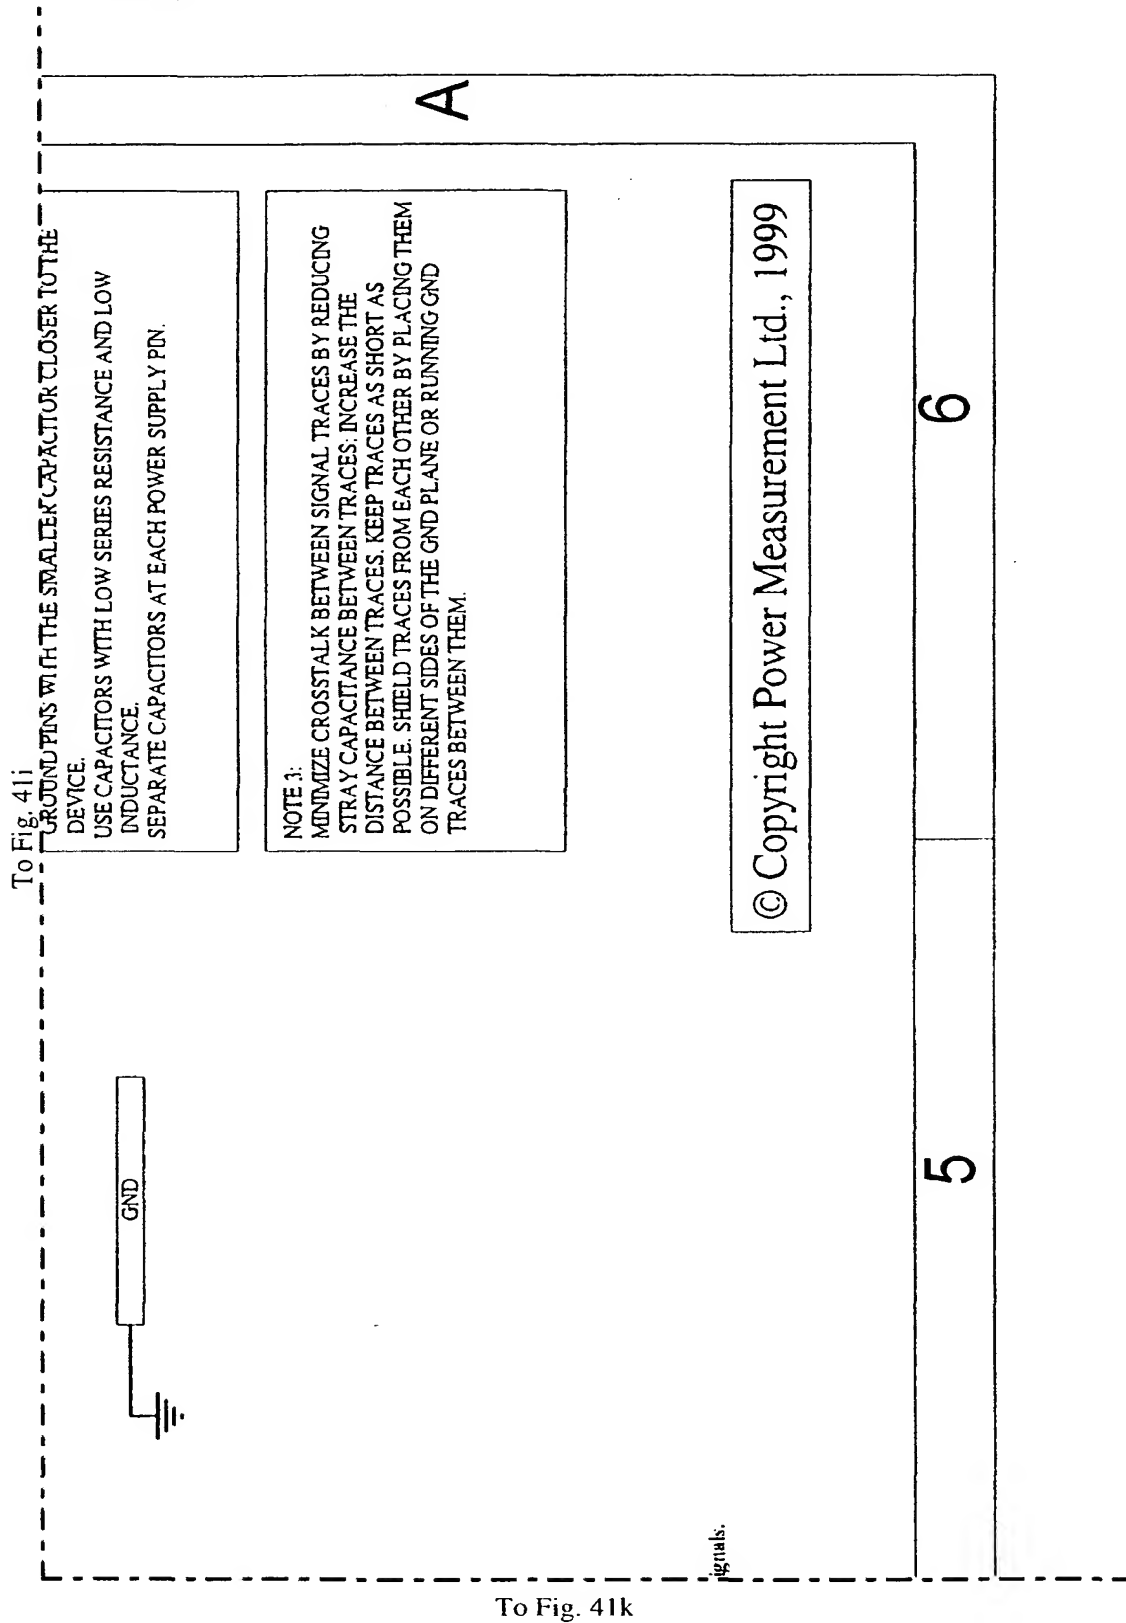 To Fig. 41i
GROUND PINS WITH THE SMALLER CAPACITOR CLOSER TO THE
DEVICE.
USE CAPACITORS WITH LOW SERIES RESISTANCE AND LOW
INDUCTANCE.
SEPARATE CAPACITORS AT EACH POWER SUPPLY PIN.
NOTE 3:
MINIMIZE CROSSTALK BETWEEN SIGNAL TRACES BY REDUCING
STRAY CAPACITANCE BETWEEN TRACES: INCREASE THE
DISTANCE BETWEEN TRACES. KEEP TRACES AS SHORT AS
POSSIBLE. SHIELD TRACES FROM EACH OTHER BY PLACING THEM
ON DIFFERENT SIDES OF THE GND PLANE OR RUNNING GND
TRACES BETWEEN THEM.
GND
A
© Copyright Power Measurement Ltd., 1999
ignals.
5
6
To Fig. 41k